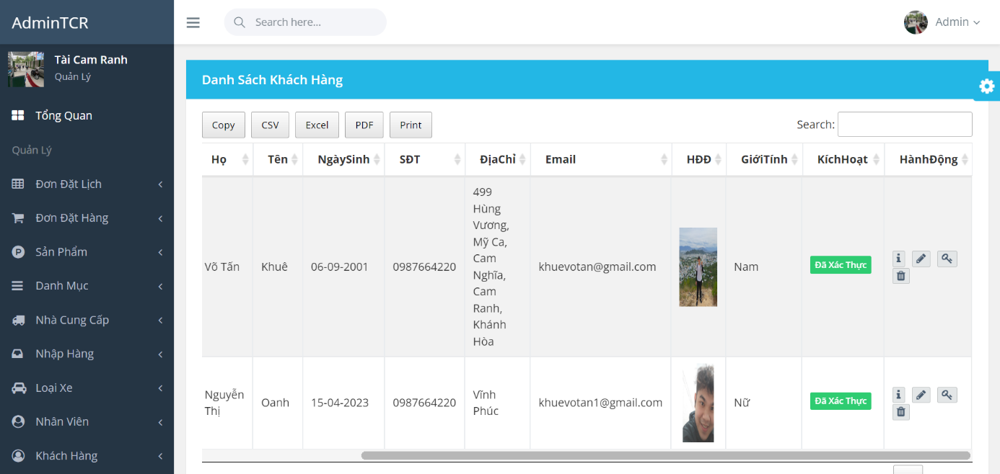 AdminTCR
Search here...
Admin
Tài Cam Ranh
Quản Lý
Tổng Quan
Quản Lý
Đơn Đặt Lịch
Đơn Đặt Hàng
Sản Phẩm
Danh Mục
Nhà Cung Cấp
Nhập Hàng
Loại Xe
Nhân Viên
Khách Hàng
Danh Sách Khách Hàng
Copy CSV Excel PDF Print Search:
Họ Tên NgàySinh SĐT ĐịaChỉ Email HĐĐ GiớiTính KíchHoạt HànhĐộng
Võ Tấn Khuê 06-09-2001 0987664220
499
Hùng
Vương,
Mỹ Ca,
Cam
Nghĩa,
Cam
Ranh,
Khánh
Hòa
khuevotan@gmail.com Nam Đã Xác Thực
Nguyễn
Thị
Oanh 15-04-2023 0987664220
Vĩnh
Phúc
khuevotan1@gmail.com Nữ Đã Xác Thực